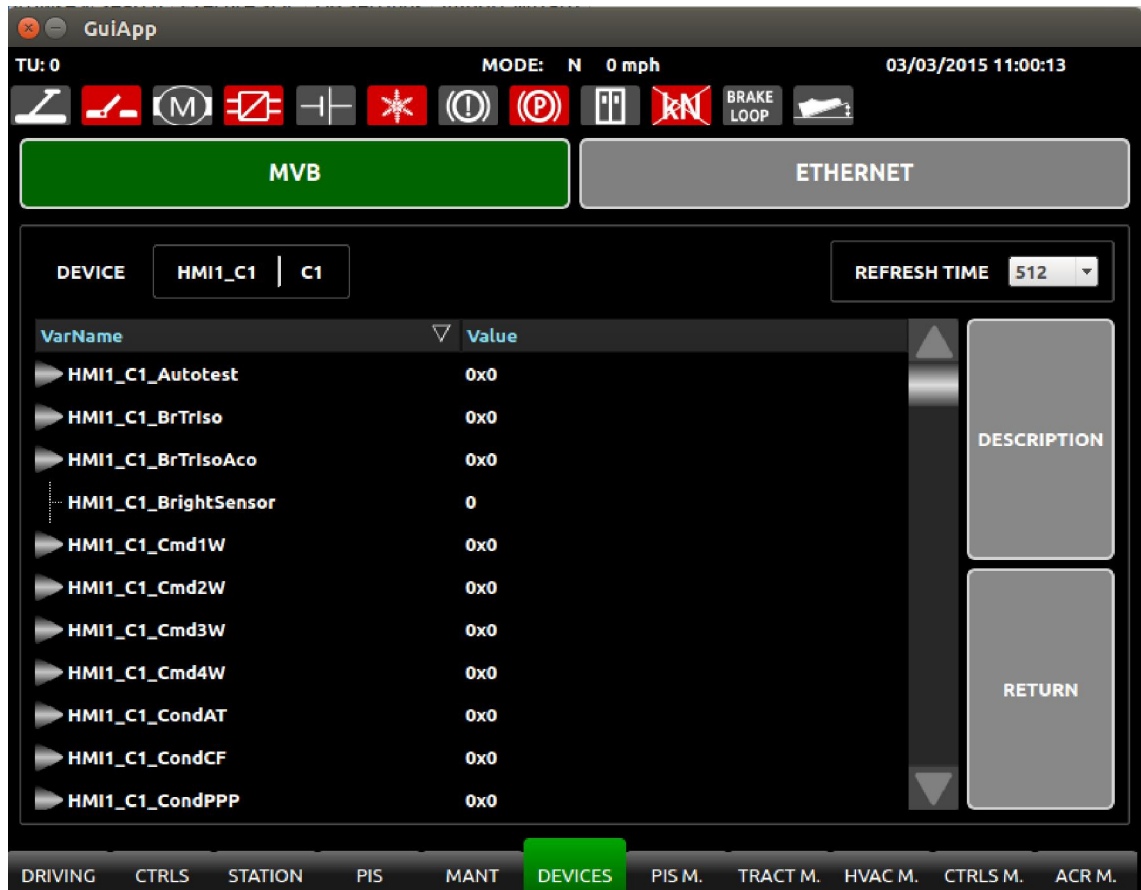 GuiApp
TU: 0 MODE: N 0 mph 03/03/2015 11:00:13
M P kN BRAKE LOOP
MVB ETHERNET
DEVICE HMI1_C1 C1 REFRESH TIME 512
VarName Value
HMI1_C1_Autotest 0x0
HMI1_C1_BrTrIso 0x0
HMI1_C1_BrTrIsoAco 0x0
HMI1_C1_BrightSensor 0
HMI1_C1_Cmd1W 0x0
HMI1_C1_Cmd2W 0x0
HMI1_C1_Cmd3W 0x0
HMI1_C1_Cmd4W 0x0
HMI1_C1_CondAT 0x0
HMI1_C1_CondCF 0x0
HMI1_C1_CondPPP 0x0
DESCRIPTION
RETURN
DRIVING CTRLS STATION PIS MANT DEVICES PIS M. TRACT M. HVAC M. CTRLS M. ACR M.